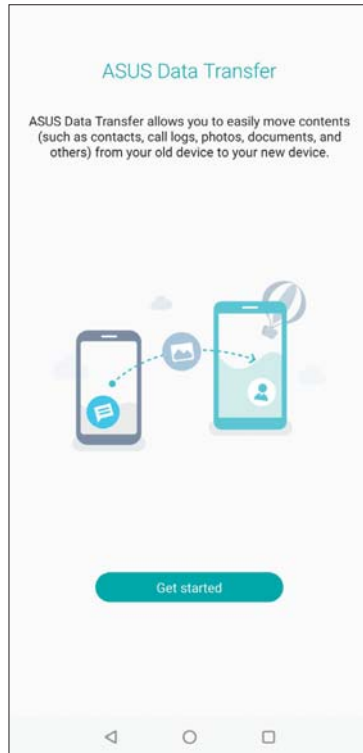 ASUS Data Transfer
ASUS Data Transfer allows you to easily move contents
(such as contacts, call logs, photos, documents, and
others) from your old device to your new device.
Get started